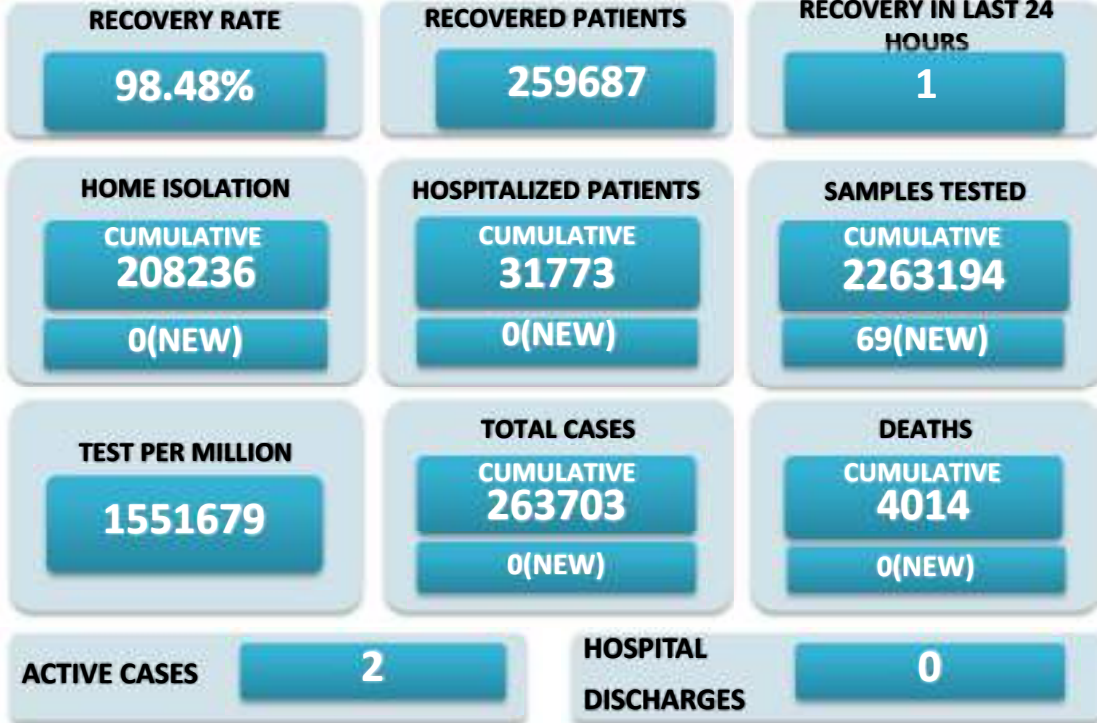 RECOVERY RATE
98.48%
RECOVERED PATIENTS
259687
RECOVERY IN LAST 24
HOURS
1
HOME ISOLATION
CUMULATIVE
208236
0(NEW)
HOSPITALIZED PATIENTS
CUMULATIVE
31773
0(NEW)
SAMPLES TESTED
CUMULATIVE
2263194
69(NEW)
TEST PER MILLION
1551679
TOTAL CASES
CUMULATIVE
263703
0(NEW)
DEATHS
CUMULATIVE
4014
0(NEW)
ACTIVE CASES
2
HOSPITAL
DISCHARGES
0